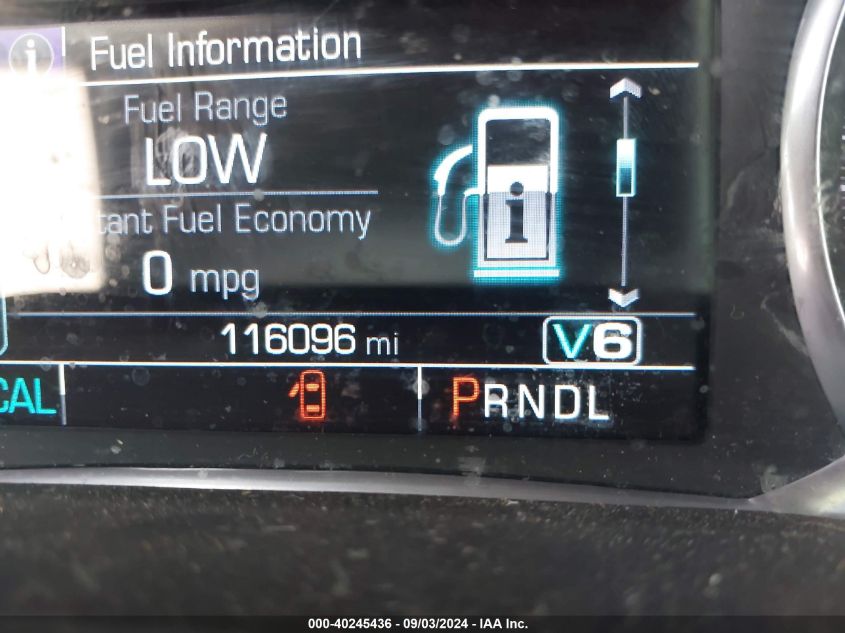 i Fuel Information
Fuel Range
LOW
tant Fuel Economy
0 mpg
i
116096 mi V6
CAL PRNDL
000-40245436 - 09/03/2024 - IAA Inc.